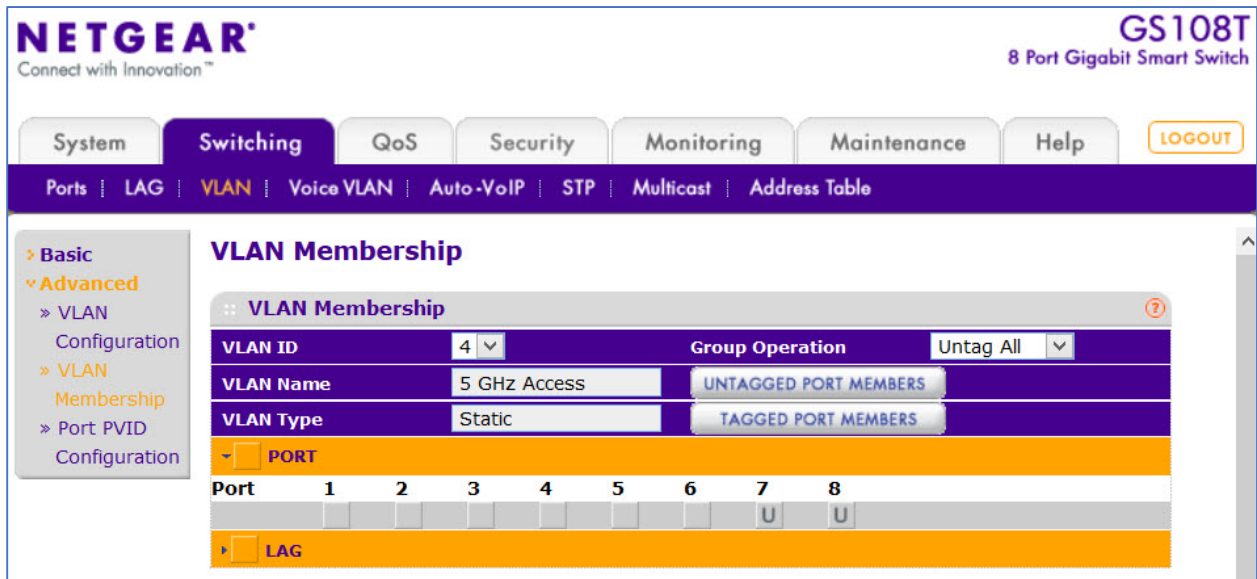 NETGEAR®
Connect with Innovation™
GS108T
8 Port Gigabit Smart Switch
System Switching QoS Security Monitoring Maintenance Help LOGOUT
Ports LAG VLAN Voice VLAN Auto-VoIP STP Multicast Address Table
Basic
Advanced
» VLAN
Configuration
» VLAN
Membership
» Port PVID
Configuration
VLAN Membership
VLAN Membership ?
VLAN ID 4 Group Operation Untag All
VLAN Name 5 GHz Access UNTAGGED PORT MEMBERS
VLAN Type Static TAGGED PORT MEMBERS
PORT
Port 1 2 3 4 5 6 7 8
U U
LAG